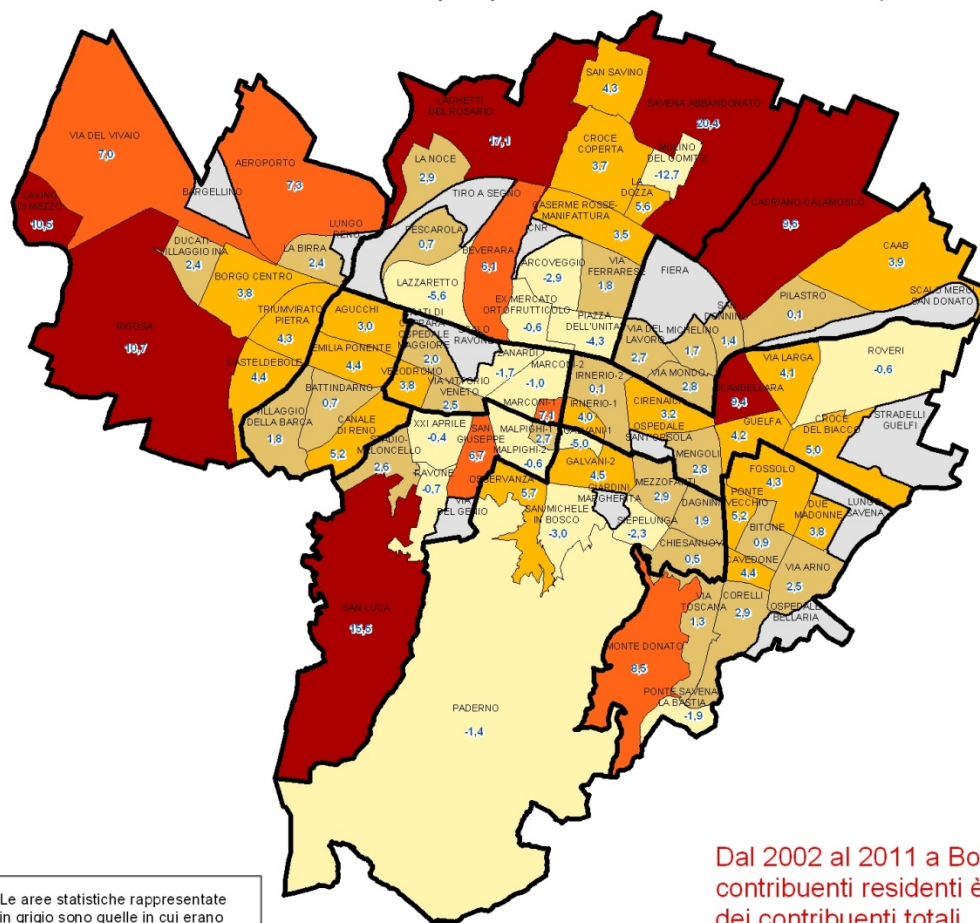 SAN SAVINO
4,3
LAGHETTI
DEL ROSARIO
17,1
SAVENA ABBANDONATO
20,4
VIA DEL VIVAIO
7,0
CROCE
COPERTA
3,7
MULINO
DEL GOMITO
-12,7
LA NOCE
2,9
AEROPORTO
7,3
BARGELLINO
TIRO A SEGNO
LA
DOZZA
5,6
LAVINO
DI MEZZO
10,5
CADRIANO-CALAMOSCO
9,6
CASERME ROSSE-
MANIFATTURA
3,5
LUNGO
RENO
CNR
PESCAROLA
0,7
BEVERARA
6,1
DUCATI-
VILLAGGIO INA
2,4
LA BIRRA
2,4
CAAB
3,9
ARCOVEGGIO
-2,9
VIA
FERRARESE
1,8
FIERA
BORGO CENTRO
3,8
LAZZARETTO
-5,6
SCALO MERCI
SAN DONATO
PILASTRO
0,1
EX MERCATO
ORTOFRUTTICOLO
-0,6
TRIUMVIRATO
PIETRA
4,3
AGUCCHI
3,0
PRATI DI
CAPRARA
OSPEDALE
MAGGIORE
2,0
SCALO
RAVONE
PIAZZA
DELL'UNITA'
-4,3
SAN
DONNINO
1,4
RIGOSA
10,7
VIA DEL
LAVORO
2,7
MICHELINO
1,7
EMILIA PONENTE
4,4
ZANARDI
-1,7
MARCONI-2
-1,0
ROVERI
-0,6
VIA LARGA
4,1
CASTELDEBOLE
4,4
VELODROMO
3,8
VIA VITTORIO
VENETO
2,5
IRNERIO-2
0,1
VIA MONDO
2,8
SCANDELLARA
9,4
BATTINDARNO
0,7
MARCONI-1
7,1
IRNERIO-1
4,0
CIRENAICA
3,2
VILLAGGIO
DELLA BARCA
1,8
CANALE
DI RENO
5,2
XXI APRILE
-0,4
SAN
GIUSEPPE
6,7
MALPIGHI-1
2,7
GALVANI-1
-5,0
OSPEDALE
SANT'ORSOLA
GUELFA
4,2
CROCE
DEL BIACCO
5,0
STRADELLI
GUELFI
STADIO-
MELONCELLO
2,6
MALPIGHI-2
-0,6
GALVANI-2
4,5
MENGOLI
2,8
RAVONE
-0,7
OSSERVANZA
5,7
FOSSOLO
4,3
GIARDINI
MARGHERITA
MEZZOFANTI
2,9
VIA
DEL GENIO
SAN MICHELE
IN BOSCO
-3,0
DAGNINI
1,9
PONTE
VECCHIO
5,2
DUE
MADONNE
3,8
LUNGO
SAVENA
SIEPELUNGA
-2,3
BITONE
0,9
CHIESANUOVA
0,5
CAVEDONE
4,4
VIA ARNO
2,5
SAN LUCA
15,5
VIA
TOSCANA
1,3
CORELLI
2,9
OSPEDALE
BELLARIA
MONTE DONATO
8,5
PONTE SAVENA
LA BASTIA
-1,9
PADERNO
-1,4
Dal 2002 al 2011 a Bo
contribuenti residenti è
dei contribuenti totali
Le aree statistiche rappresentate
in grigio sono quelle in cui erano